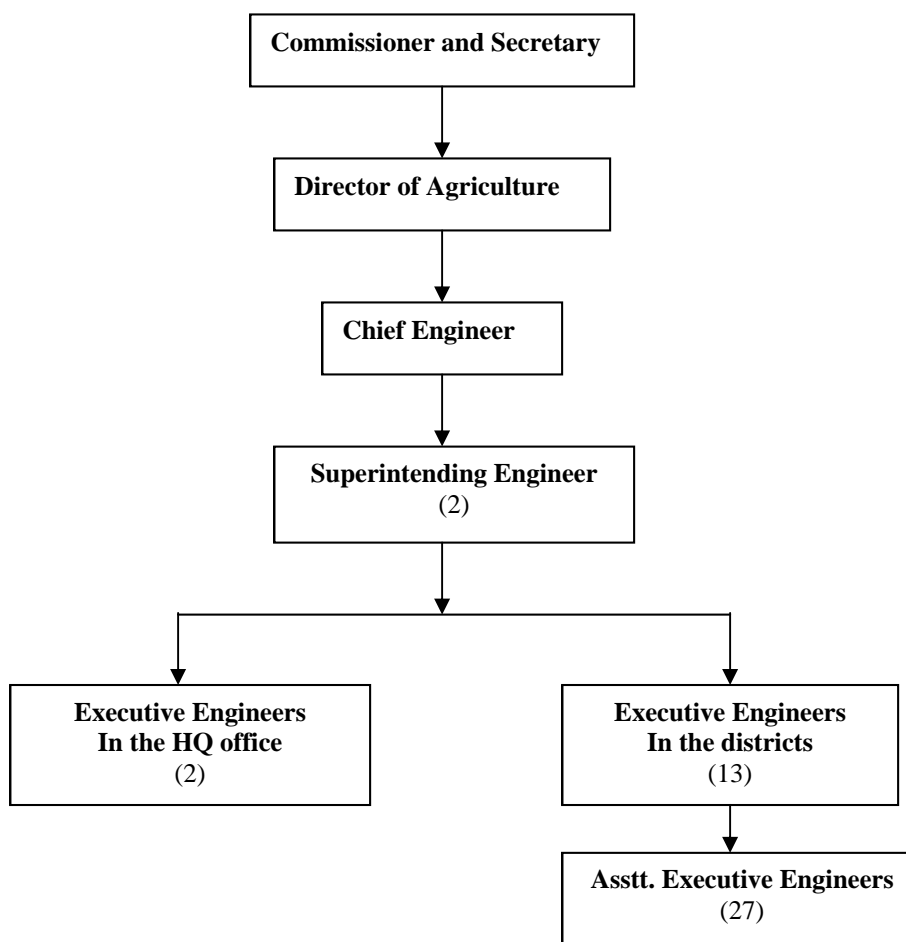 Commissioner and Secretary
Director of Agriculture
Chief Engineer
Superintending Engineer
(2)
Executive Engineers
In the HQ office
(2)
Executive Engineers
In the districts
(13)
Asstt. Executive Engineers
(27)